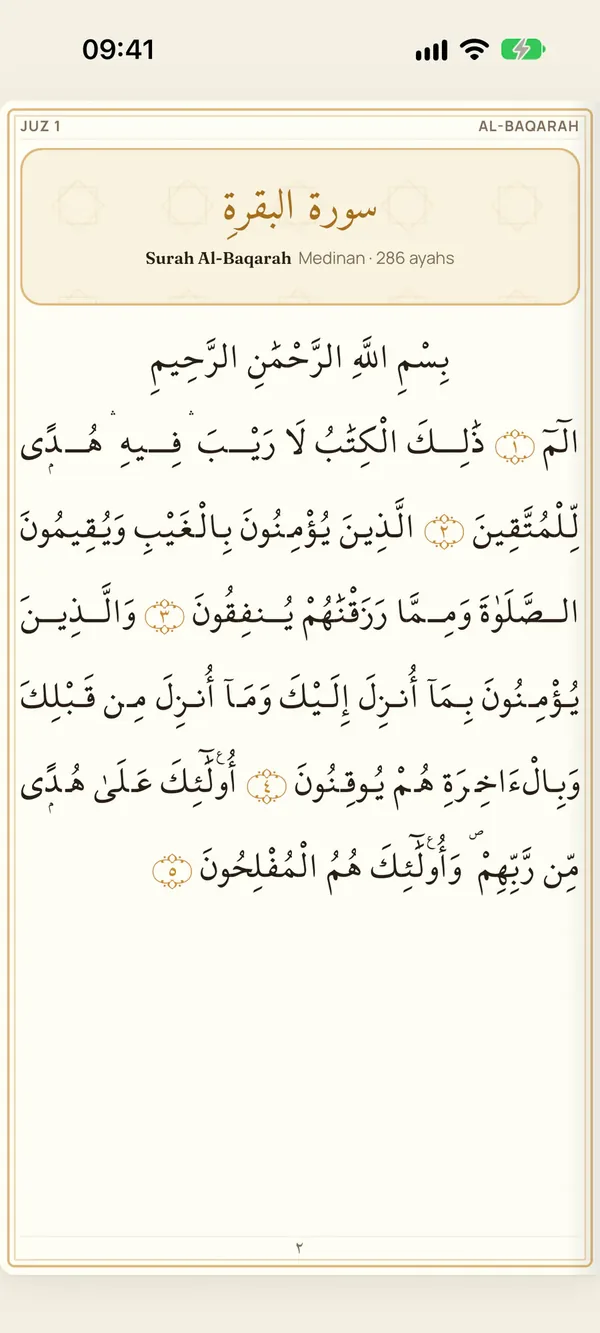 09:41
JUZ 1 AL-BAQARAH
سورة البقرةِ
Surah Al-Baqarah Medinan · 286 ayahs
بِسْمِ اللَّهِ الرَّحْمَٰنِ الرَّحِيمِ
الٓمٓ ١ ذَٰلِكَ الْكِتَٰبُ لَا رَيْبَ ۛ فِيهِ ۛ هُدًۭى
لِّلْمُتَّقِينَ ٢ الَّذِينَ يُؤْمِنُونَ بِالْغَيْبِ وَيُقِيمُونَ
الصَّلَوٰةَ وَمِمَّا رَزَقْنَٰهُمْ يُنفِقُونَ ٣ وَالَّذِينَ
يُؤْمِنُونَ بِمَآ أُنزِلَ إِلَيْكَ وَمَآ أُنزِلَ مِن قَبْلِكَ
وَبِالْءَاخِرَةِ هُمْ يُوقِنُونَ ٤ أُو۟لَٰٓئِكَ عَلَىٰ هُدًۭى
مِّن رَّبِّهِمْ ۖ وَأُو۟لَٰٓئِكَ هُمُ الْمُفْلِحُونَ ٥
٢